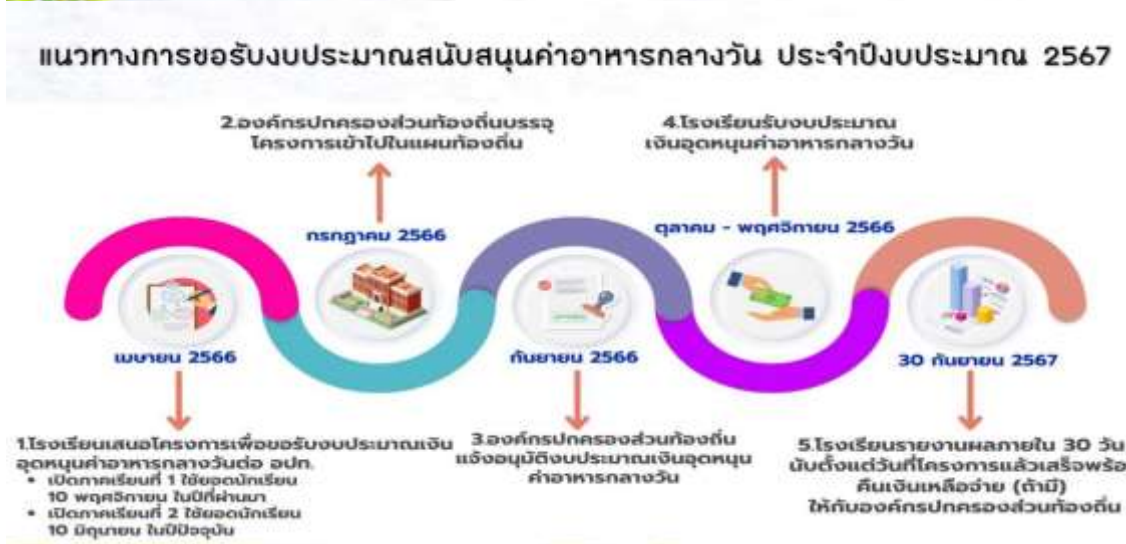 แนวทางการขอรับงบประมาณสนับสนุนค่าอาหารกลางวัน ประจำปีงบประมาณ 2567
2.องค์กรปกครองส่วนท้องถิ่นบรรจุ
โครงการเข้าไปในแผนท้องถิ่น
4.โรงเรียนรับงบประมาณ
เงินอุดหนุนค่าอาหารกลางวัน
กรกฎาคม 2566
ตุลาคม - พฤศจิกายน 2566
เมษายน 2566
กันยายน 2566
30 กันยายน 2567
1.โรงเรียนเสนอโครงการเพื่อขอรับงบประมาณเงิน
อุดหนุนค่าอาหารกลางวันต่อ อปท.
• เปิดภาคเรียนที่ 1 ใช้ยอดนักเรียน
10 พฤศจิกายน ในปีที่ผ่านมา
• เปิดภาคเรียนที่ 2 ใช้ยอดนักเรียน
10 มิถุนายน ในปีปัจจุบัน
3.องค์กรปกครองส่วนท้องถิ่น
แจ้งอนุมัติงบประมาณเงินอุดหนุน
ค่าอาหารกลางวัน
5.โรงเรียนรายงานผลภายใน 30 วัน
นับตั้งแต่วันที่โครงการแล้วเสร็จพร้อ
คืนเงินเหลือจ่าย (ถ้ามี)
ให้กับองค์กรปกครองส่วนท้องถิ่น